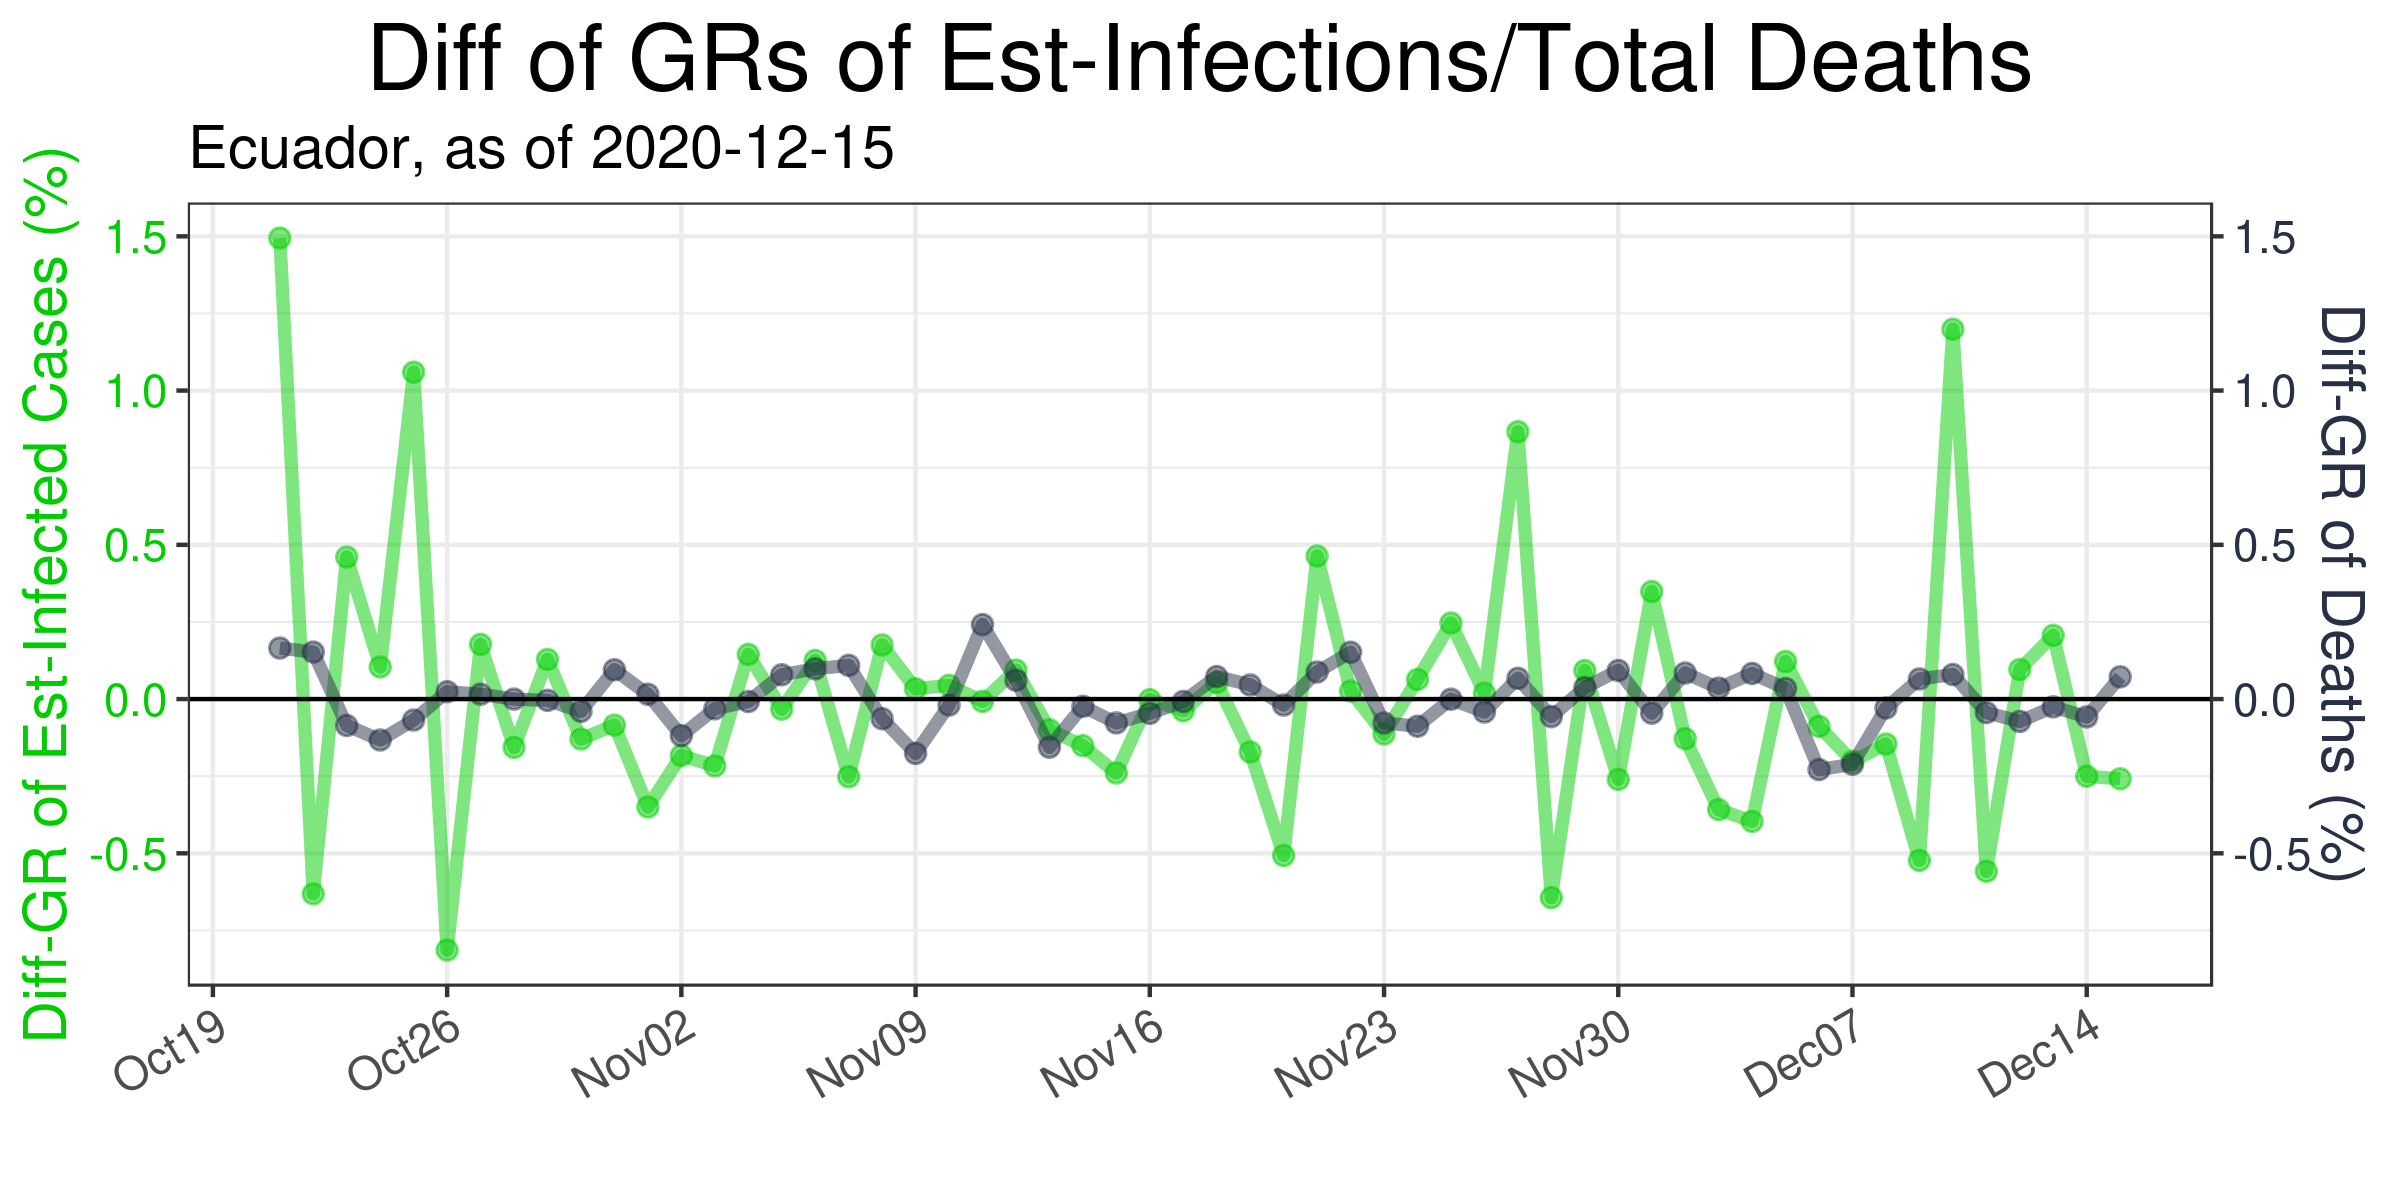 Diff of GRs of Est-Infections/Total Deaths
Ecuador, as of 2020-12-15
Diff-GR of Est-Infected Cases (%)
1.5
1.0
0.5
0.0
-0.5
1.5
1.0
0.5
0.0
-0.5
Diff-GR of Deaths (%)
Oct19
Oct26
Nov02
Nov09
Nov16
Nov23
Nov30
Dec07
Dec14